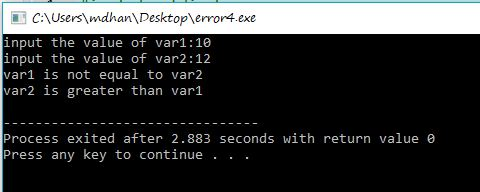 C:\Users\mdhan\Desktop\error4.exe
input the value of var1:10
input the value of var2:12
var1 is not equal to var2
var2 is greater than var1
--------------------------------
Process exited after 2.883 seconds with return value 0
Press any key to continue . . .